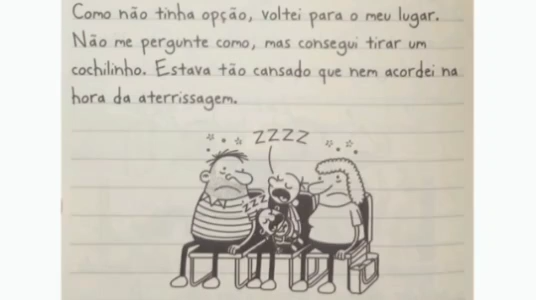 Como não tinha opção, voltei para o meu lugar.
Não me pergunte como, mas consegui tirar um
cochilinho. Estava tão cansado que nem acordei na
hora da aterrissagem.
ZZZZ
ZZZ